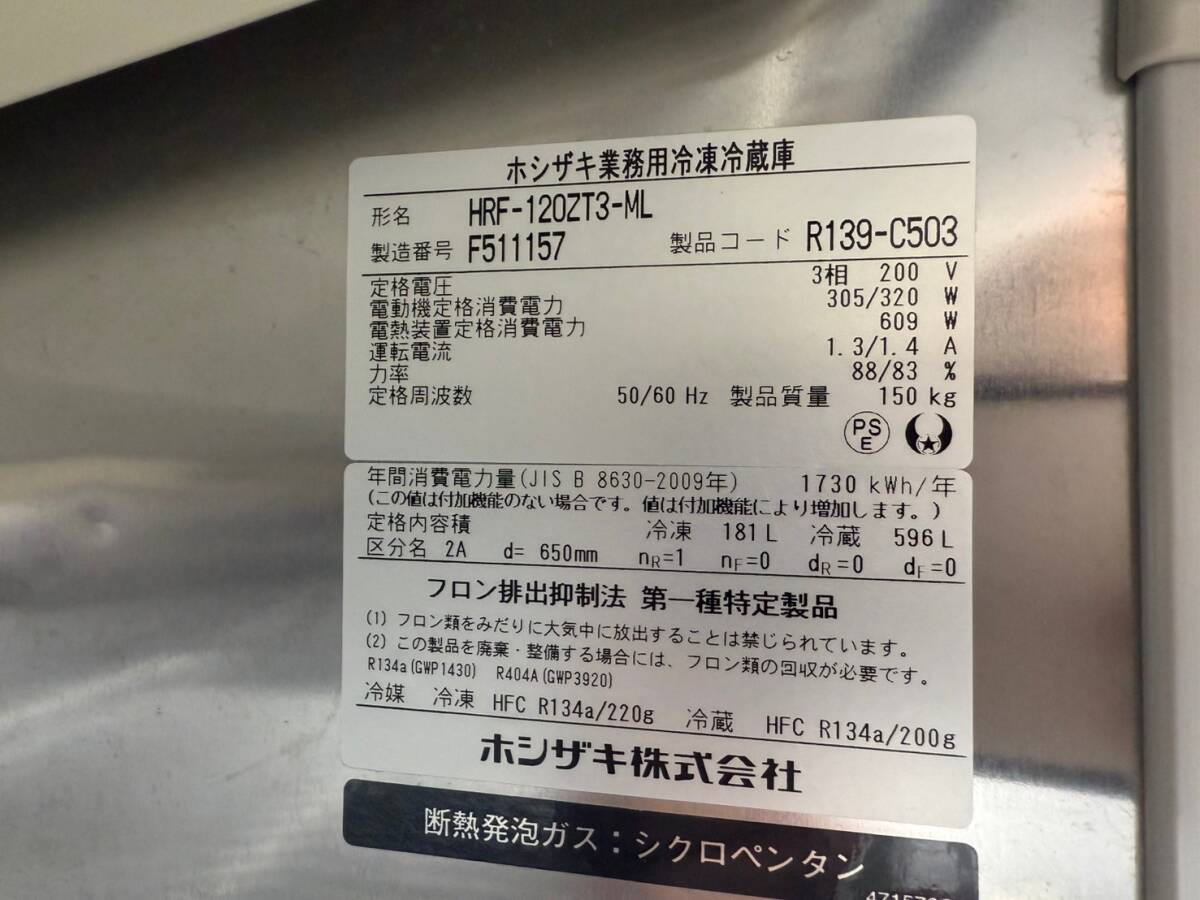 ホシザキ業務用冷凍冷蔵庫
形名 HRF-120ZT3-ML
製造番号 F511157 製品コード R139-C503
定格電圧 3相 200 V
電動機定格消費電力 305/320 W
電熱装置定格消費電力 609 W
運転電流 1.3/1.4 A
力率 88/83 %
定格周波数 50/60 Hz 製品質量 150 kg
PS
E
年間消費電力量(JIS B 8630-2009年) 1730 kWh/年
(この値は付加機能のない場合です。値は付加機能により増加します。)
定格内容積 冷凍 181L 冷蔵 596L
区分名 2A d= 650mm nR=1 nF=0 dR=0 dF=0
フロン排出抑制法 第一種特定製品
(1) フロン類をみだりに大気中に放出することは禁じられています。
(2) この製品を廃棄・整備する場合には、フロン類の回収が必要です。
R134a(GWP1430) R404A(GWP3920)
冷媒 冷凍 HFC R134a/220g 冷蔵 HFC R134a/200g
ホシザキ株式会社
断熱発泡ガス：シクロペンタン